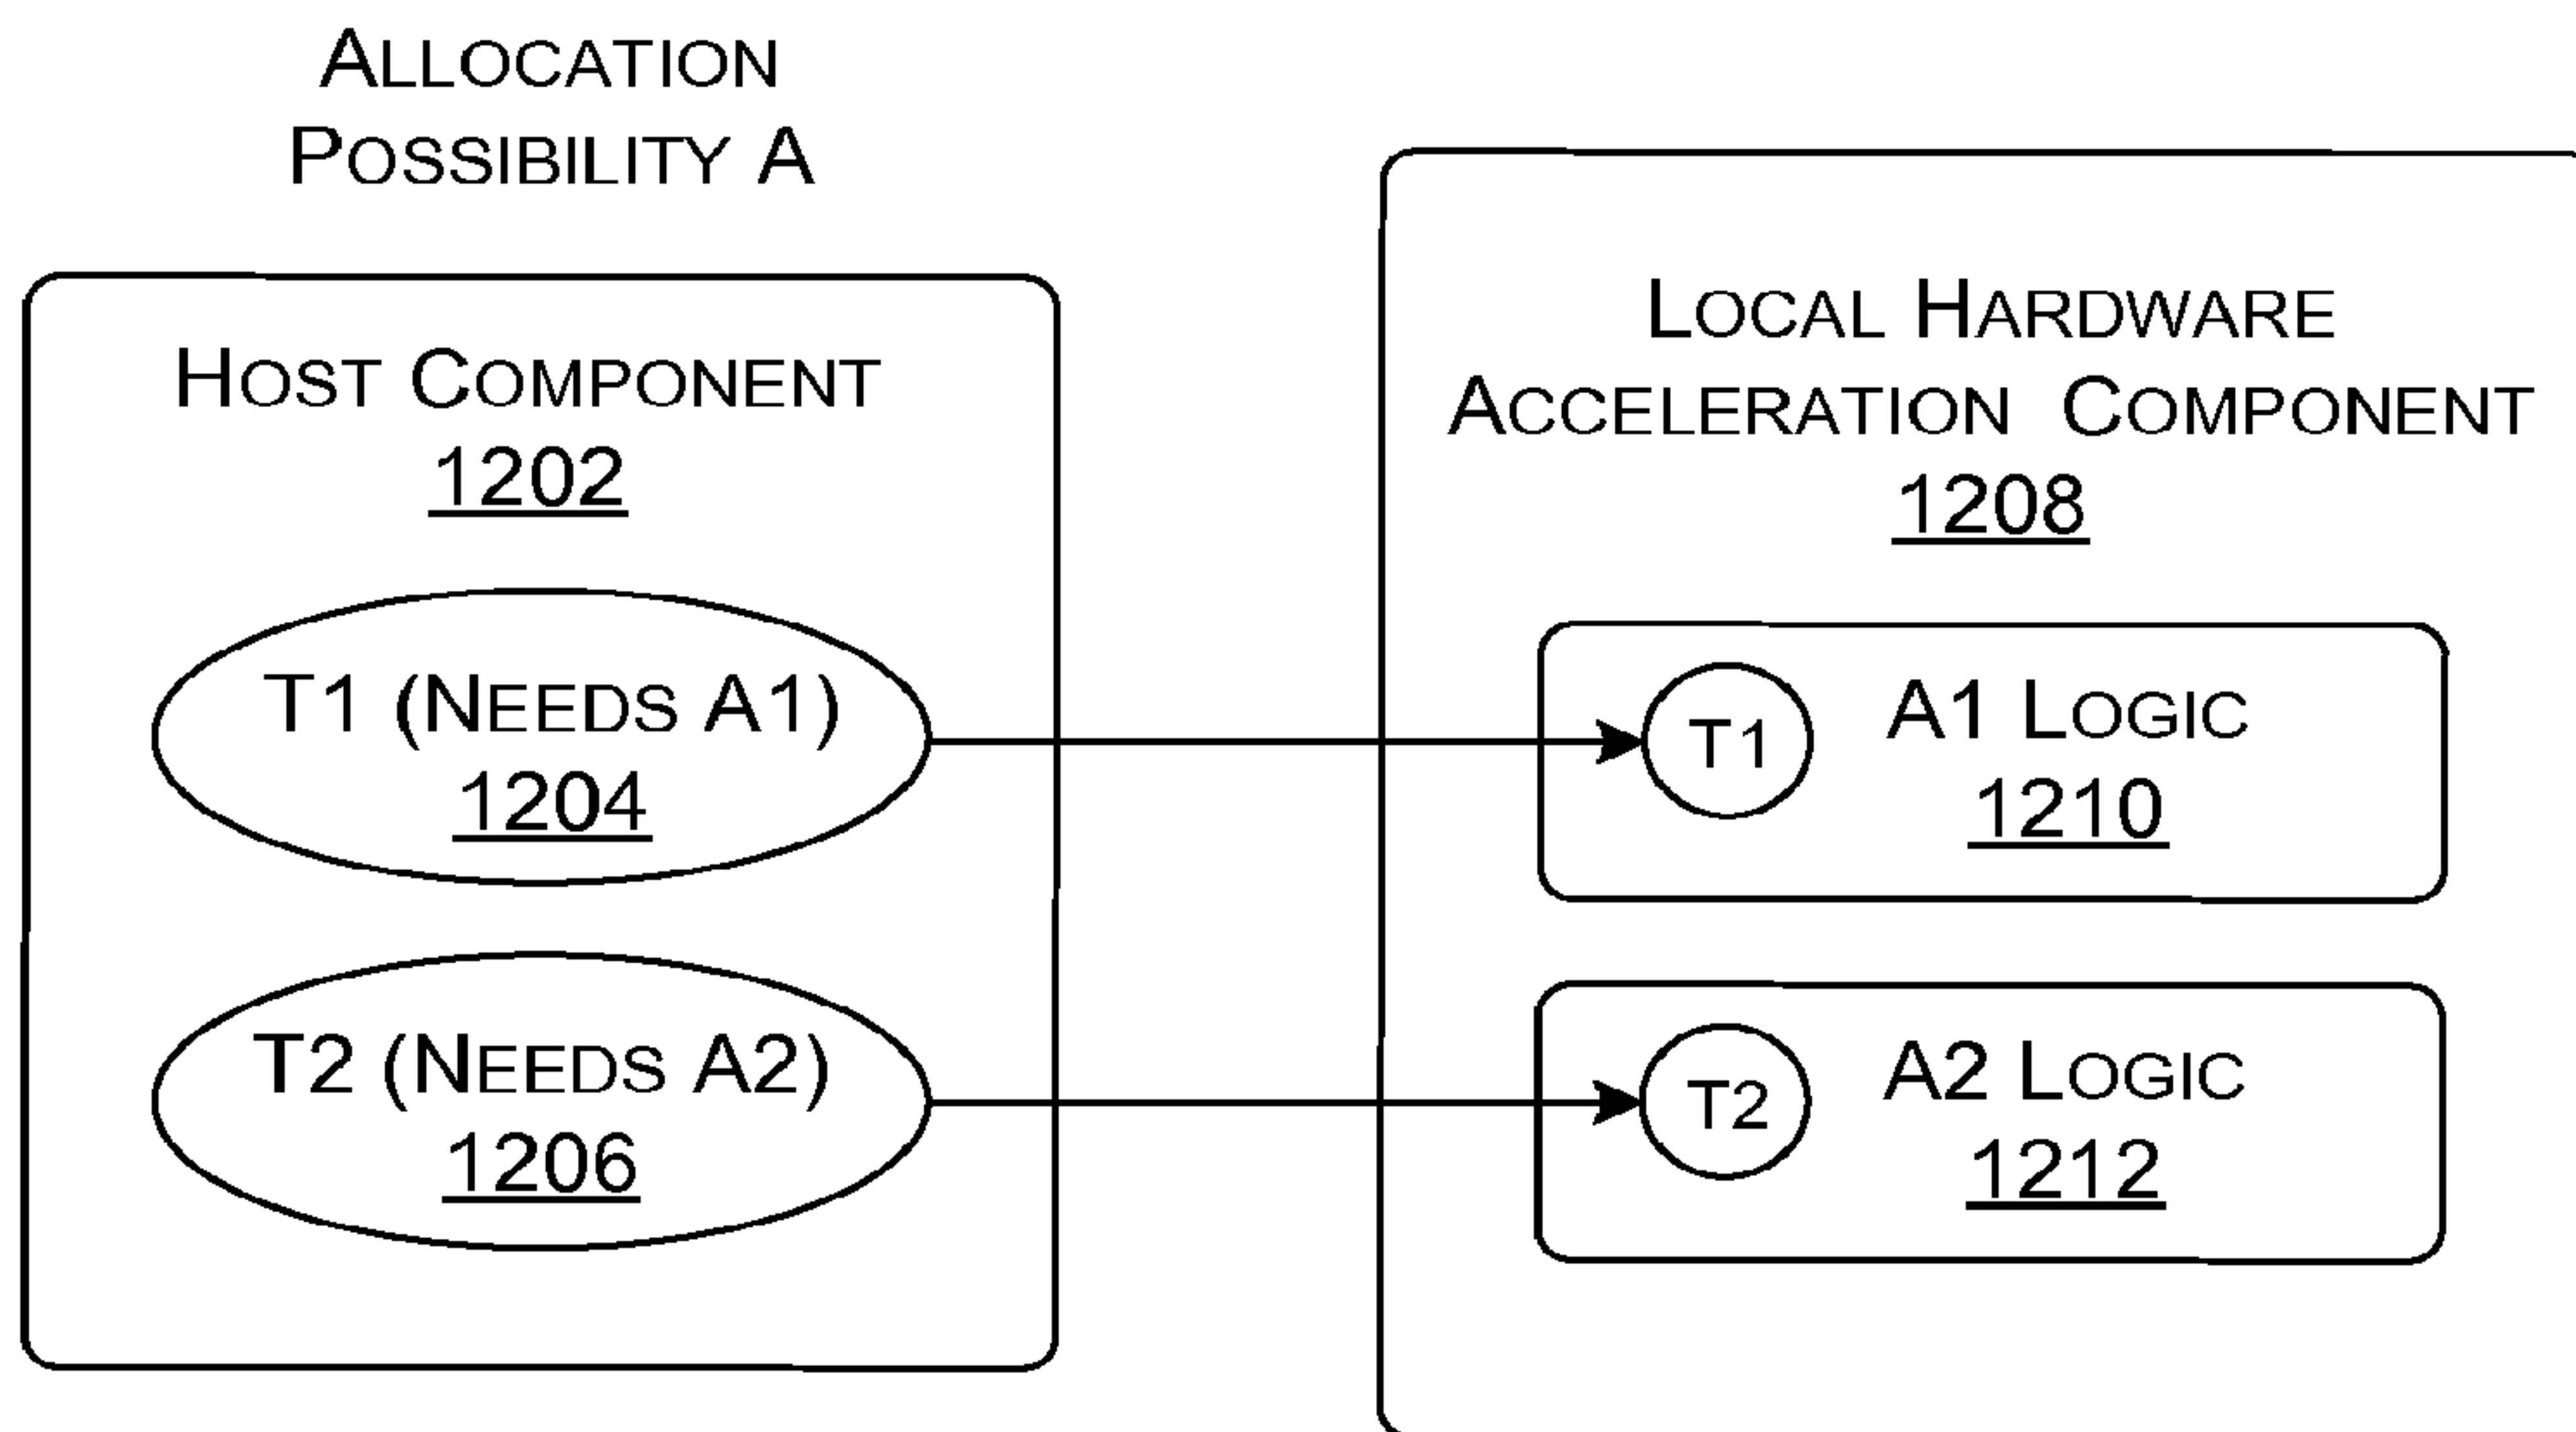 ALLOCATION
POSSIBILITY A
HOST COMPONENT
1202
T1 (NEEDS A1)
1204
T2 (NEEDS A2)
1206
LOCAL HARDWARE
ACCELERATION COMPONENT
1208
T1
A1 LOGIC
1210
T2
A2 LOGIC
1212